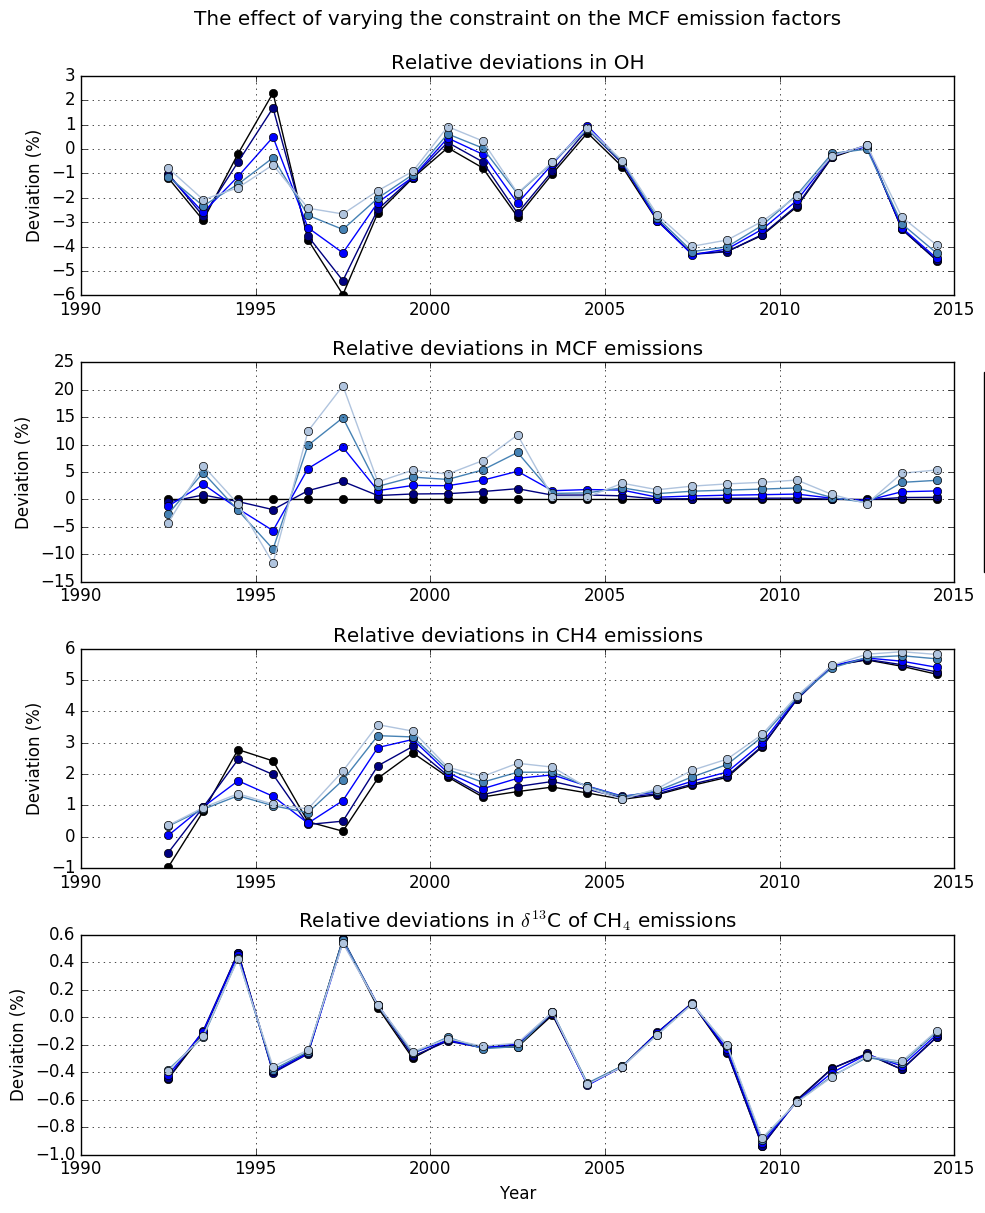 The effect of varying the constraint on the MCF emission factors
Relative deviations in OH
3
2
1
0
−1
−2
−3
−4
−5
−6
Deviation (%)
1990 1995 2000 2005 2010 2015
Relative deviations in MCF emissions
25
20
15
10
5
0
−5
−10
−15
Deviation (%)
1990 1995 2000 2005 2010 2015
Relative deviations in CH4 emissions
6
5
4
3
2
1
0
−1
Deviation (%)
1990 1995 2000 2005 2010 2015
Relative deviations in δ¹³C of CH₄ emissions
0.6
0.4
0.2
0.0
−0.2
−0.4
−0.6
−0.8
−1.0
Deviation (%)
1990 1995 2000 2005 2010 2015
Year